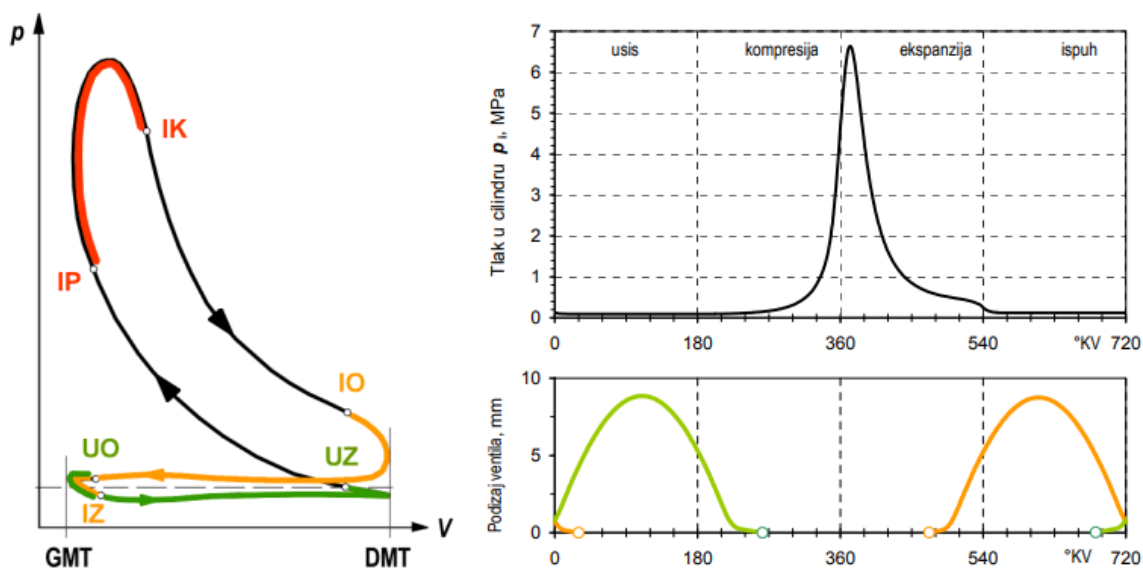 p
IK
IP
IO
UO
UZ
IZ
V
GMT
DMT
Tlak u cilindru p i, MPa
7
6
5
4
3
2
1
0
usis
kompresija
ekspanzija
ispuh
0
180
360
540
°KV
720
Podizaj ventila, mm
10
5
0
0
180
360
540
°KV
720